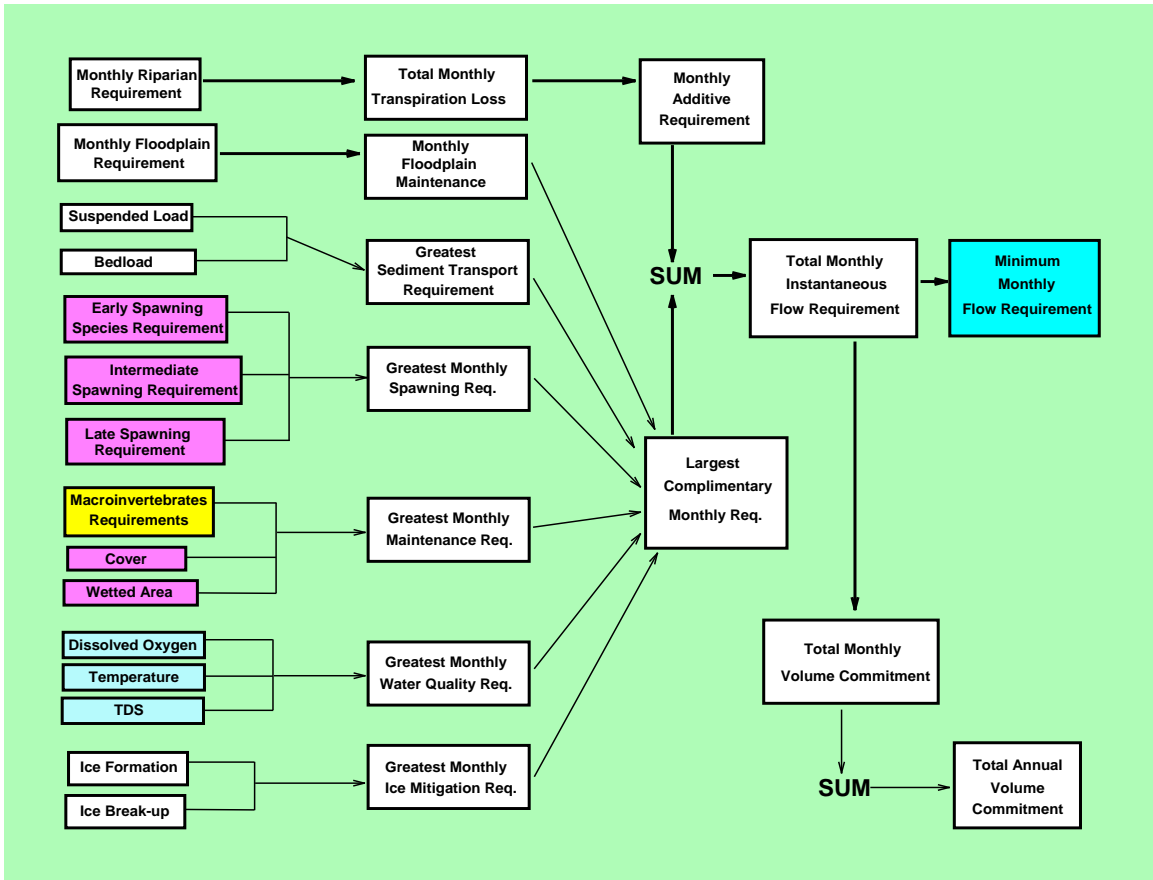 Monthly Riparian
Requirement
Total Monthly
Transpiration Loss
Monthly
Additive
Requirement
Monthly Floodplain
Requirement
Monthly
Floodplain
Maintenance
Suspended Load
Bedload
Greatest
Sediment Transport
Requirement
SUM
Total Monthly
Instantaneous
Flow Requirement
Minimum
Monthly
Flow Requirement
Early Spawning
Species Requirement
Intermediate
Spawning Requirement
Late Spawning
Requirement
Greatest Monthly
Spawning Req.
Largest
Complimentary
Monthly Req.
Macroinvertebrates
Requirements
Cover
Wetted Area
Greatest Monthly
Maintenance Req.
Dissolved Oxygen
Temperature
TDS
Greatest Monthly
Water Quality Req.
Total Monthly
Volume Commitment
Ice Formation
Ice Break-up
Greatest Monthly
Ice Mitigation Req.
SUM
Total Annual
Volume
Commitment